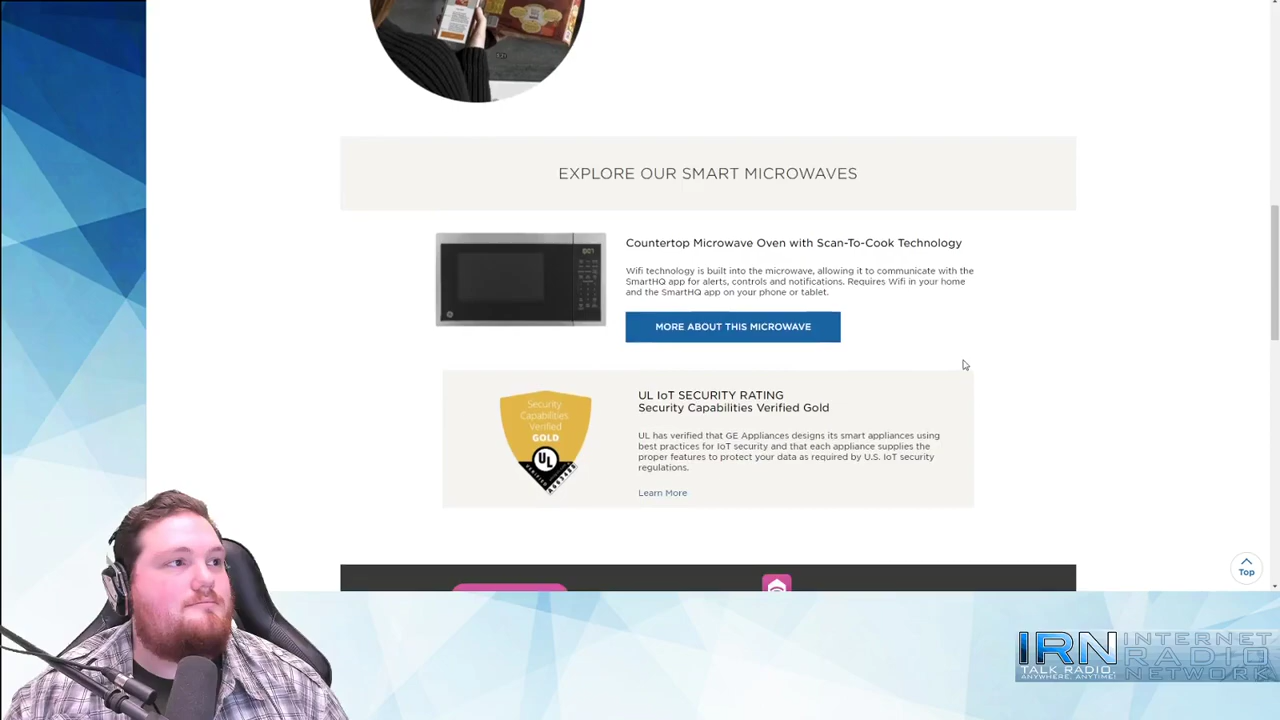 EXPLORE OUR SMART MICROWAVES
Countertop Microwave Oven with Scan-To-Cook Technology
Wifi technology is built into the microwave, allowing it to communicate with the
SmartHQ app for alerts, controls and notifications. Requires Wifi in your home
and the SmartHQ app on your phone or tablet.
MORE ABOUT THIS MICROWAVE
Security
Capabilities
Verified
GOLD
UL
VERIFIED
UL IoT SECURITY RATING
Security Capabilities Verified Gold
UL has verified that GE Appliances designs its smart appliances using
best practices for IoT security and that each appliance supplies the
proper features to protect your data as required by U.S. IoT security
regulations.
Learn More
Top
IRN
TALK RADIO
ANYWHERE, ANYTIME!
INTERNET
RADIO
NETWORK